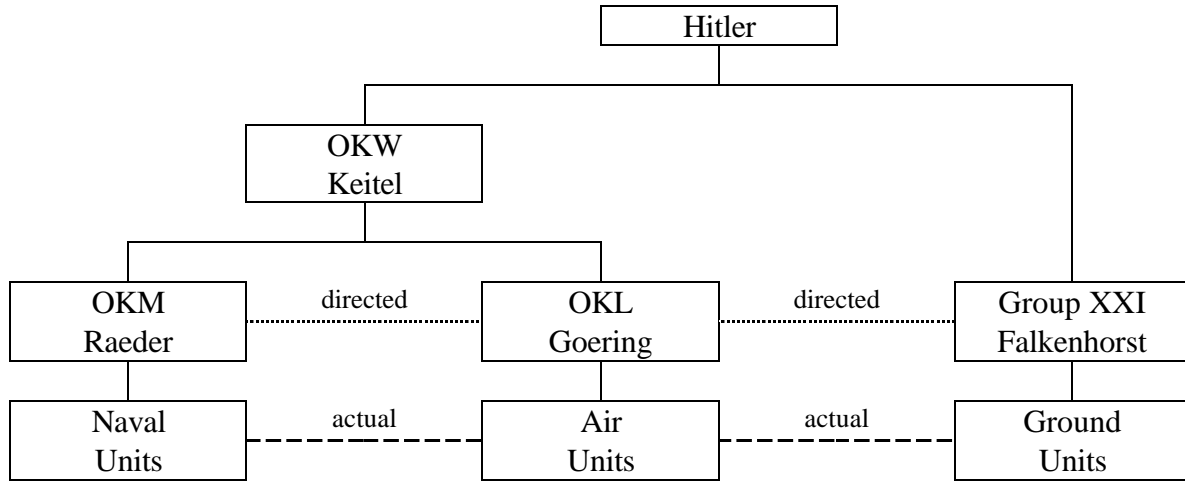 Hitler
OKW
Keitel
OKM
Raeder
directed
OKL
Goering
directed
Group XXI
Falkenhorst
Naval
Units
actual
Air
Units
actual
Ground
Units